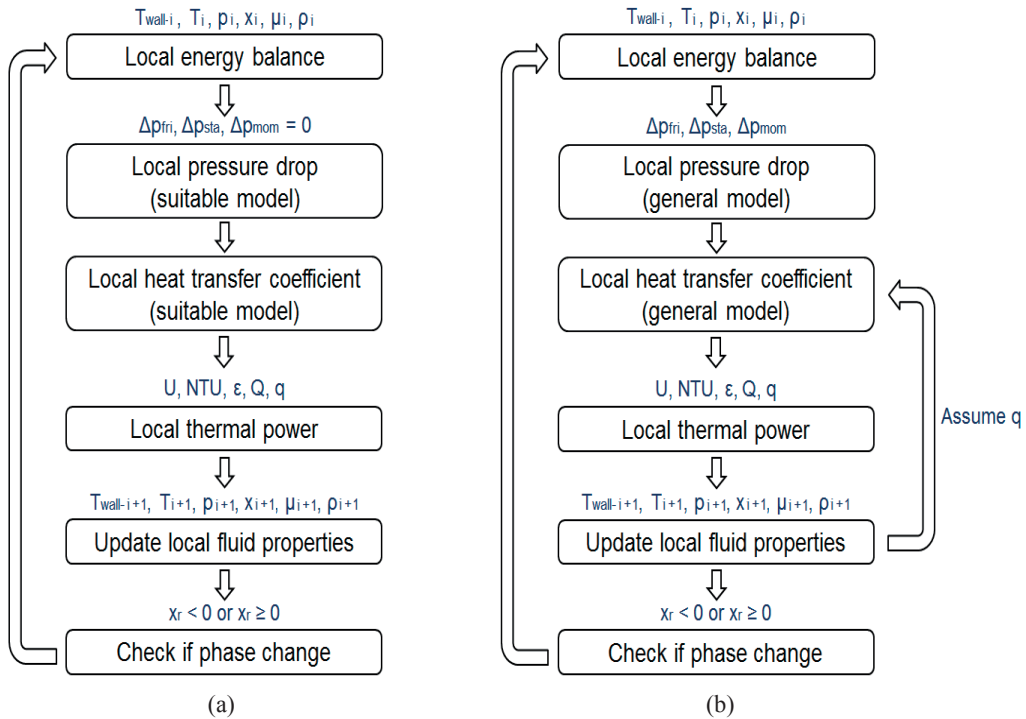 Twall-i, Ti, pi, xi, μi, ρi
Local energy balance
Δpfri, Δpsta, Δpmom = 0
Local pressure drop
(suitable model)
Local heat transfer coefficient
(suitable model)
U, NTU, ε, Q, q
Local thermal power
Twall-i+1, Ti+1, pi+1, xi+1, μi+1, ρi+1
Update local fluid properties
xr < 0 or xr ≥ 0
Check if phase change
(a)
Twall-i, Ti, pi, xi, μi, ρi
Local energy balance
Δpfri, Δpsta, Δpmom
Local pressure drop
(general model)
Local heat transfer coefficient
(general model)
U, NTU, ε, Q, q
Local thermal power
Twall-i+1, Ti+1, pi+1, xi+1, μi+1, ρi+1
Update local fluid properties
xr < 0 or xr ≥ 0
Check if phase change
Assume q
(b)